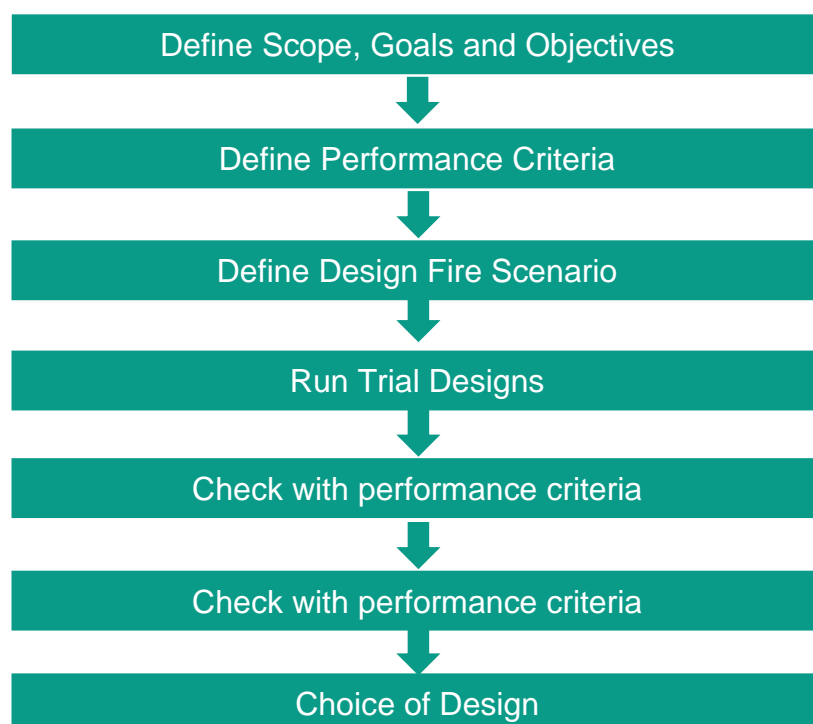 Define Scope, Goals and Objectives
Define Performance Criteria
Define Design Fire Scenario
Run Trial Designs
Check with performance criteria
Check with performance criteria
Choice of Design